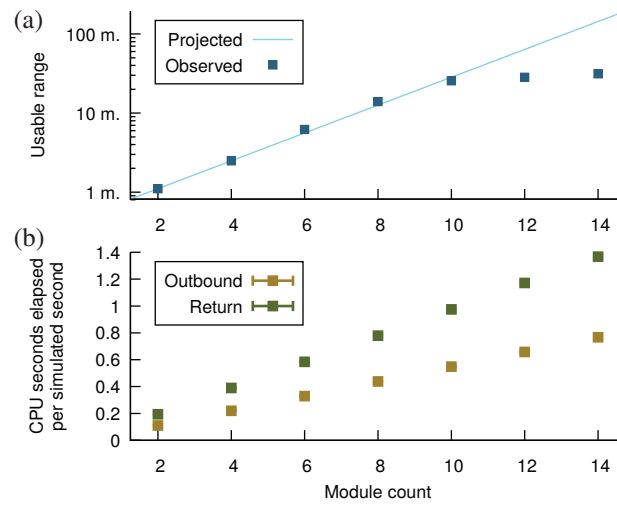 (a)
Usable range
100 m.
10 m.
1 m.
Projected
Observed
2 4 6 8 10 12 14
(b)
CPU seconds elapsed
per simulated second
1.4
1.2
1
0.8
0.6
0.4
0.2
0
Outbound
Return
2 4 6 8 10 12 14
Module count